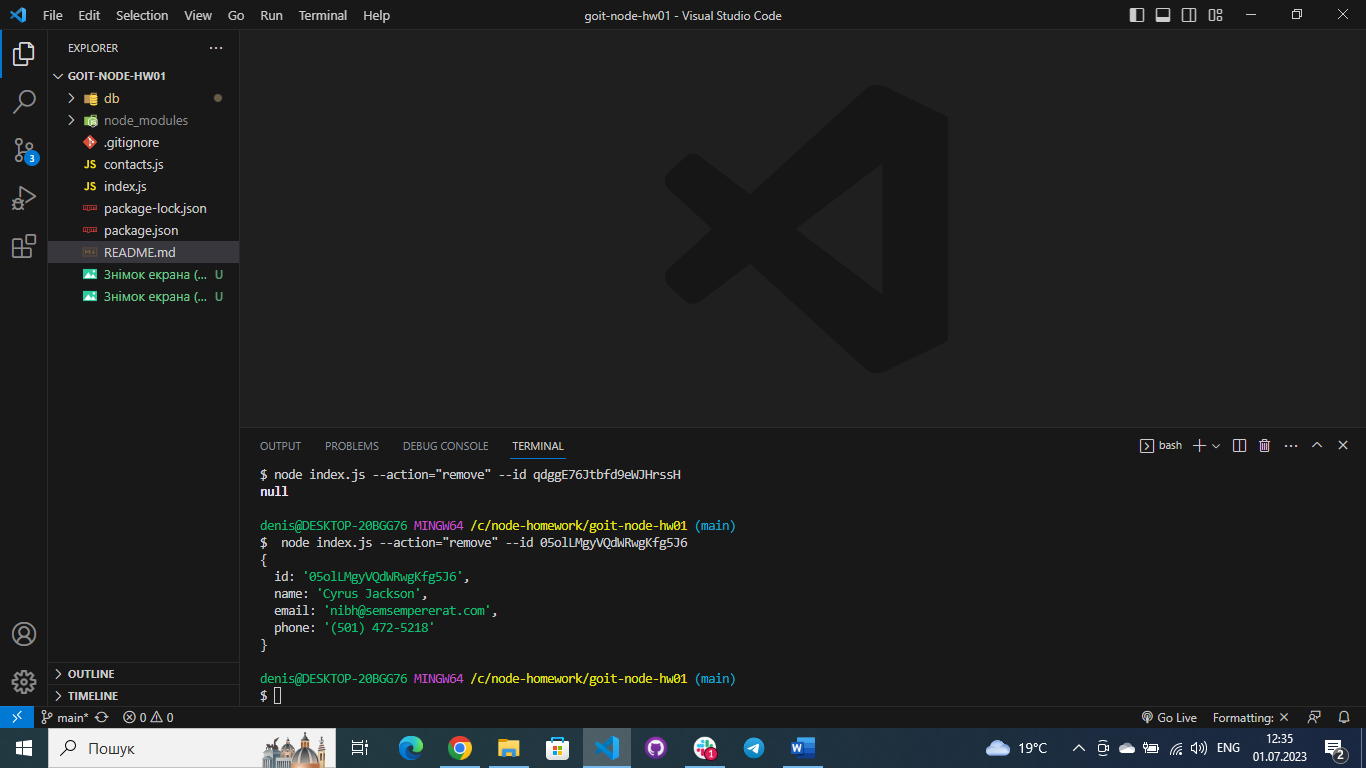 File Edit Selection View Go Run Terminal Help
goit-node-hw01 - Visual Studio Code
EXPLORER
GOIT-NODE-HW01
db
node_modules
.gitignore
JS contacts.js
JS index.js
package-lock.json
package.json
README.md
Знімок екрана (... U
Знімок екрана (... U
OUTLINE
TIMELINE
3
OUTPUT PROBLEMS DEBUG CONSOLE TERMINAL
bash
$ node index.js --action="remove" --id qdggE76Jtbfd9eWJHrssH
null
denis@DESKTOP-20BGG76 MINGW64 /c/node-homework/goit-node-hw01 (main)
$  node index.js --action="remove" --id 05olLMgyVQdWRwgKfg5J6
{
  id: '05olLMgyVQdWRwgKfg5J6',
  name: 'Cyrus Jackson',
  email: 'nibh@semsempererat.com',
  phone: '(501) 472-5218'
}
denis@DESKTOP-20BGG76 MINGW64 /c/node-homework/goit-node-hw01 (main)
$
main* 0 0
Go Live Formatting:
Пошук
W
1
19°C
ENG
12:35
01.07.2023
2